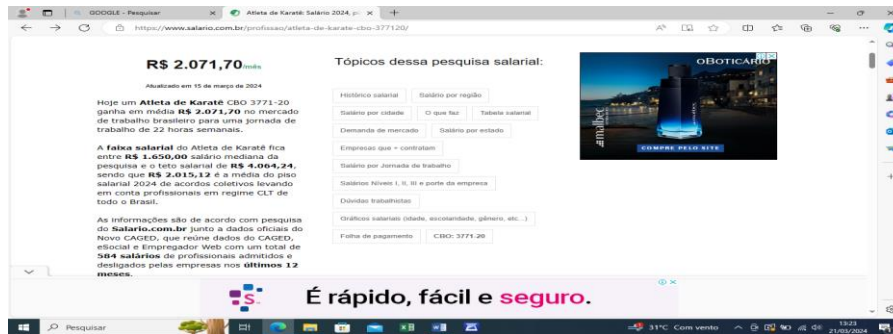 GOOGLE - Pesquisar
Atleta de Karatê: Salário 2024, p
https://www.salario.com.br/profissao/atleta-de-karate-cbo-377120/
R$ 2.071,70/mês
Atualizado em 15 de março de 2024
Hoje um Atleta de Karatê CBO 3771-20
ganha em média R$ 2.071,70 no mercado
de trabalho brasileiro para uma jornada de
trabalho de 22 horas semanais.
A faixa salarial do Atleta de Karatê fica
entre R$ 1.650,00 salário mediana da
pesquisa e o teto salarial de R$ 4.064,24,
sendo que R$ 2.015,12 é a média do piso
salarial 2024 de acordos coletivos levando
em conta profissionais em regime CLT de
todo o Brasil.
As informações são de acordo com pesquisa
do Salario.com.br junto a dados oficiais do
Novo CAGED, que reúne dados do CAGED,
eSocial e Empregador Web com um total de
584 salários de profissionais admitidos e
desligados pelas empresas nos últimos 12
meses.
Tópicos dessa pesquisa salarial:
Histórico salarial
Salário por região
Salário por cidade
O que faz
Tabela salarial
Demanda de mercado
Salário por estado
Empresas que + contratam
Salário por Jornada de trabalho
Salários Níveis I, II, III e porte da empresa
Dúvidas trabalhistas
Gráficos salariais (idade, escolaridade, gênero, etc...)
Folha de pagamento
CBO: 3771-20
OBOTICÁRIO
malbec
COMPRE PELO SITE
s.
É rápido, fácil e seguro.
Pesquisar
31°C Com vento
13:23
21/03/2024